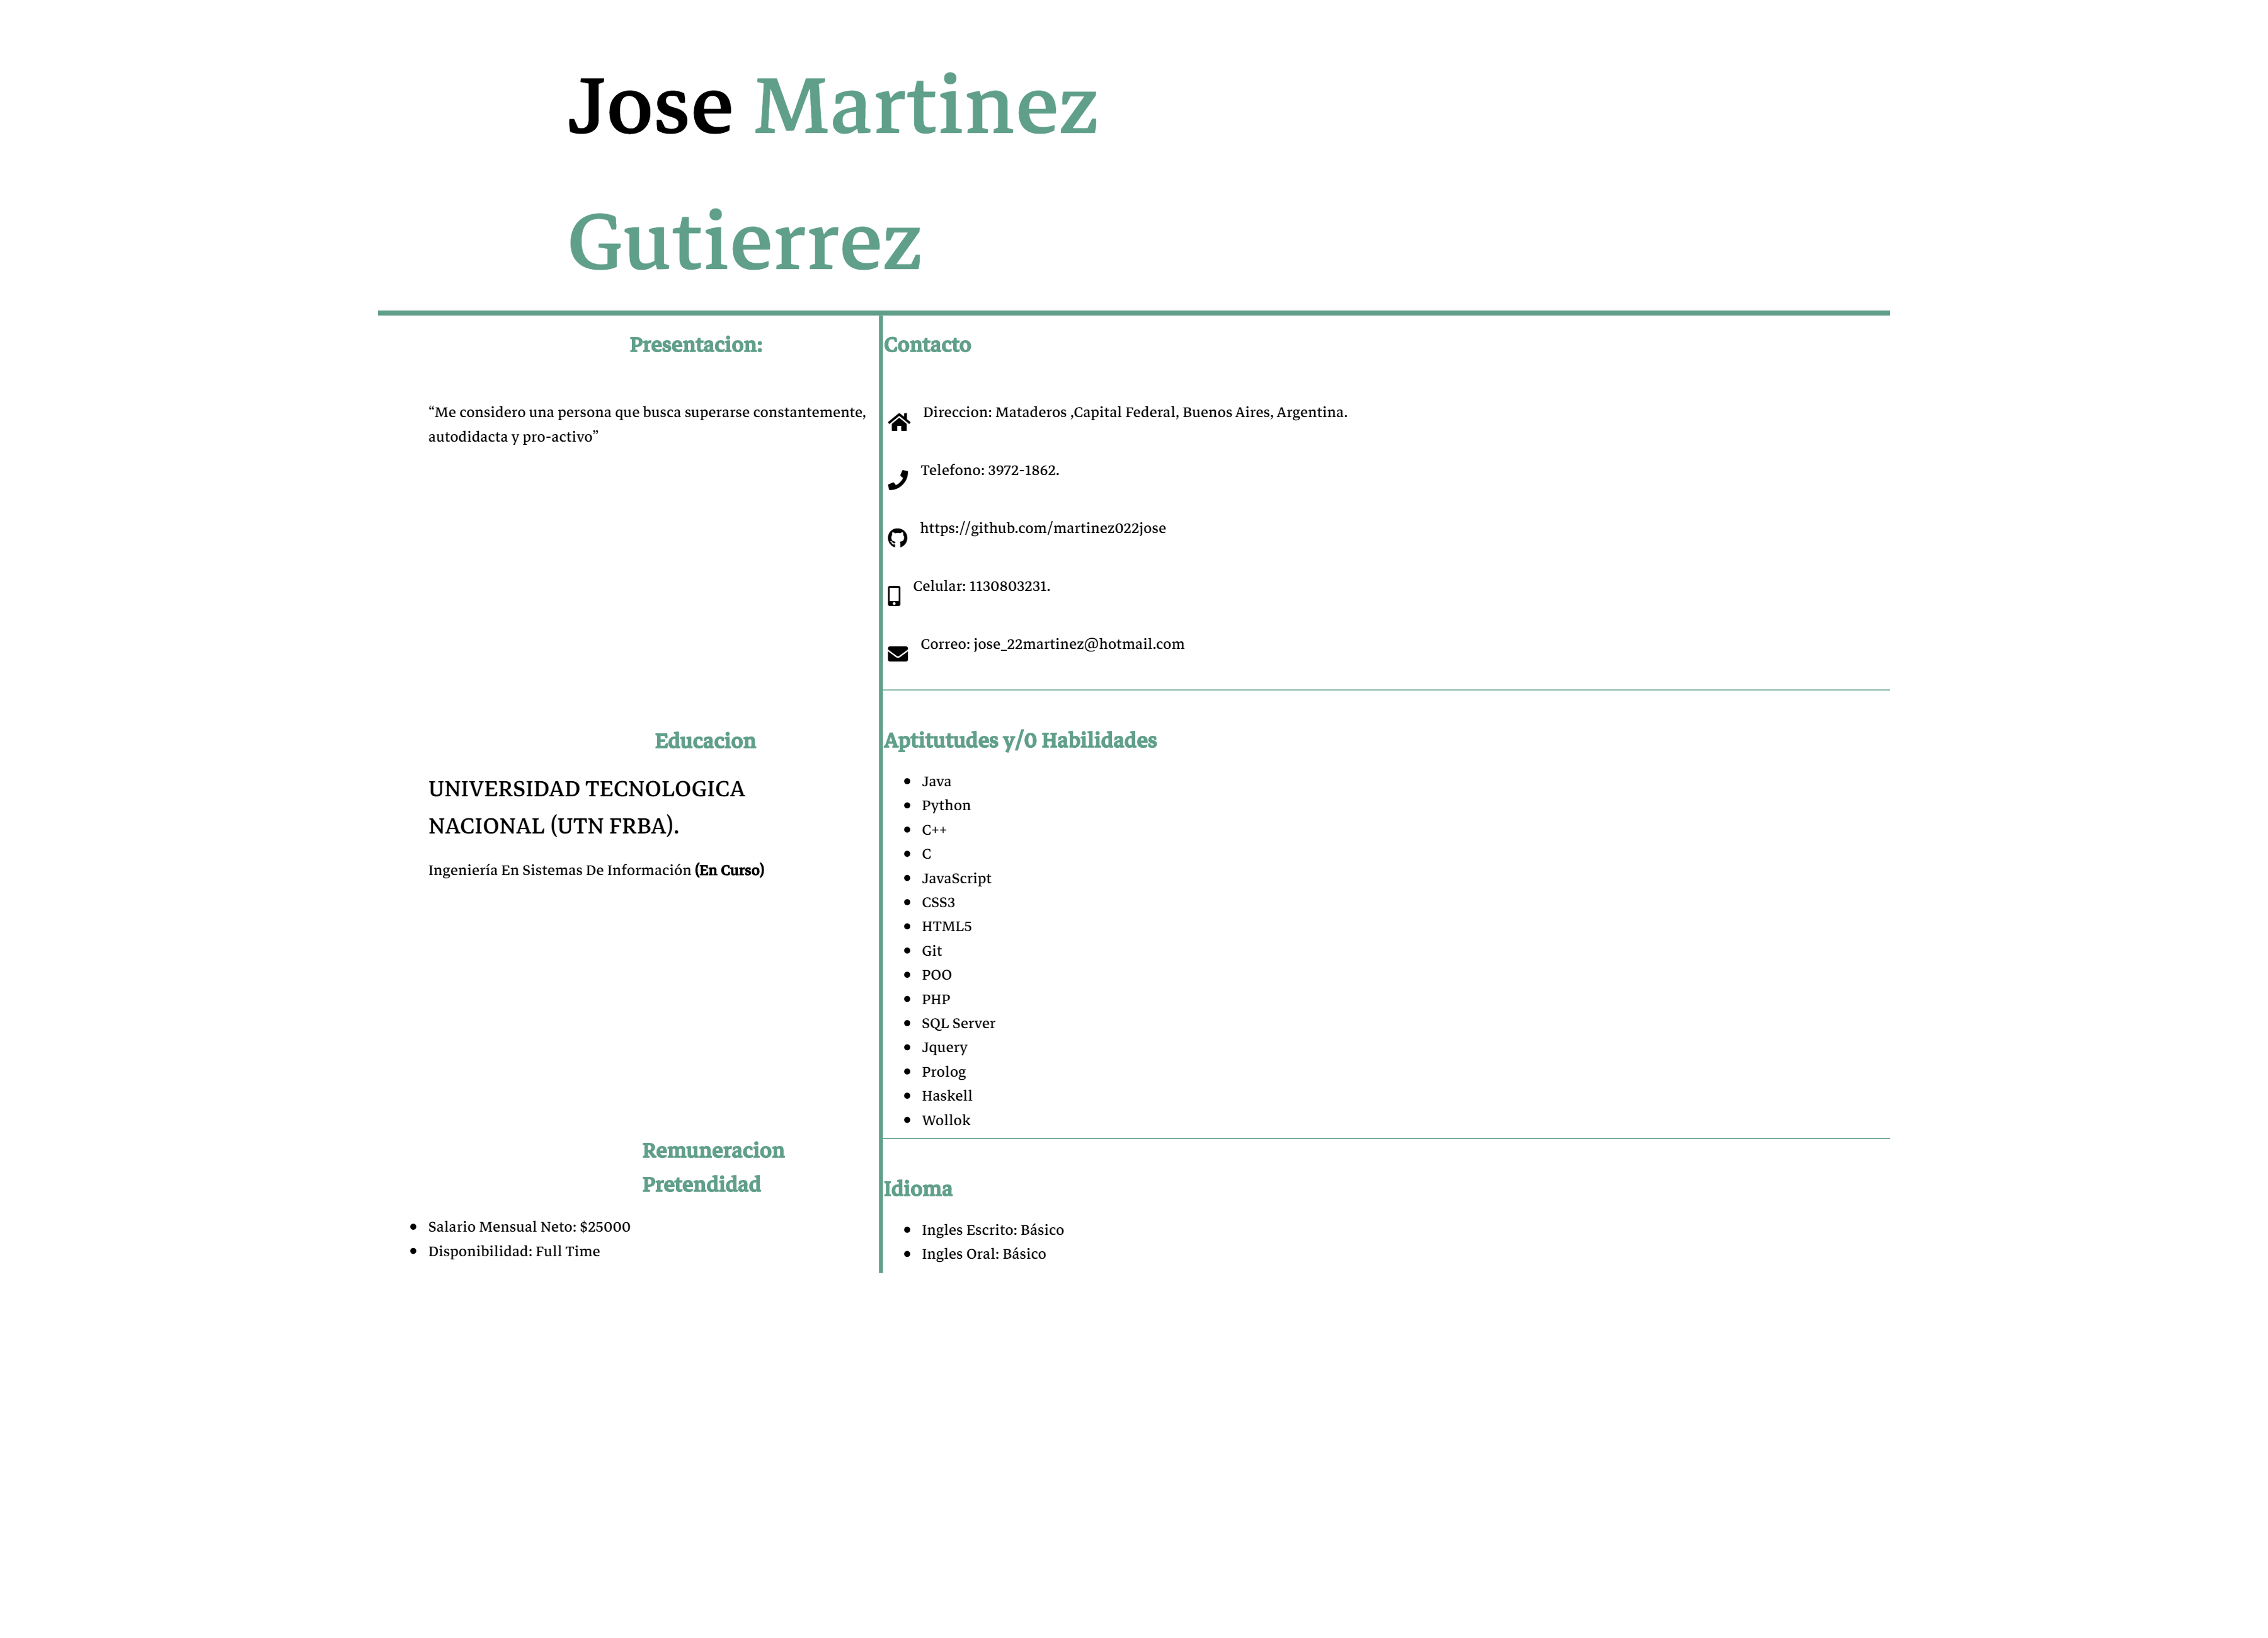 Jose Martinez
Gutierrez
Presentacion:
“Me considero una persona que busca superarse constantemente,
autodidacta y pro-activo”
Contacto
Direccion: Mataderos ,Capital Federal, Buenos Aires, Argentina.
Telefono: 3972-1862.
https://github.com/martinez022jose
Celular: 1130803231.
Correo: jose_22martinez@hotmail.com
Educacion
UNIVERSIDAD TECNOLOGICA
NACIONAL (UTN FRBA).
Ingeniería En Sistemas De Información (En Curso)
Aptitutudes y/0 Habilidades
Java
Python
C++
C
JavaScript
CSS3
HTML5
Git
POO
PHP
SQL Server
Jquery
Prolog
Haskell
Wollok
Remuneracion
Pretendidad
Salario Mensual Neto: $25000
Disponibilidad: Full Time
Idioma
Ingles Escrito: Básico
Ingles Oral: Básico